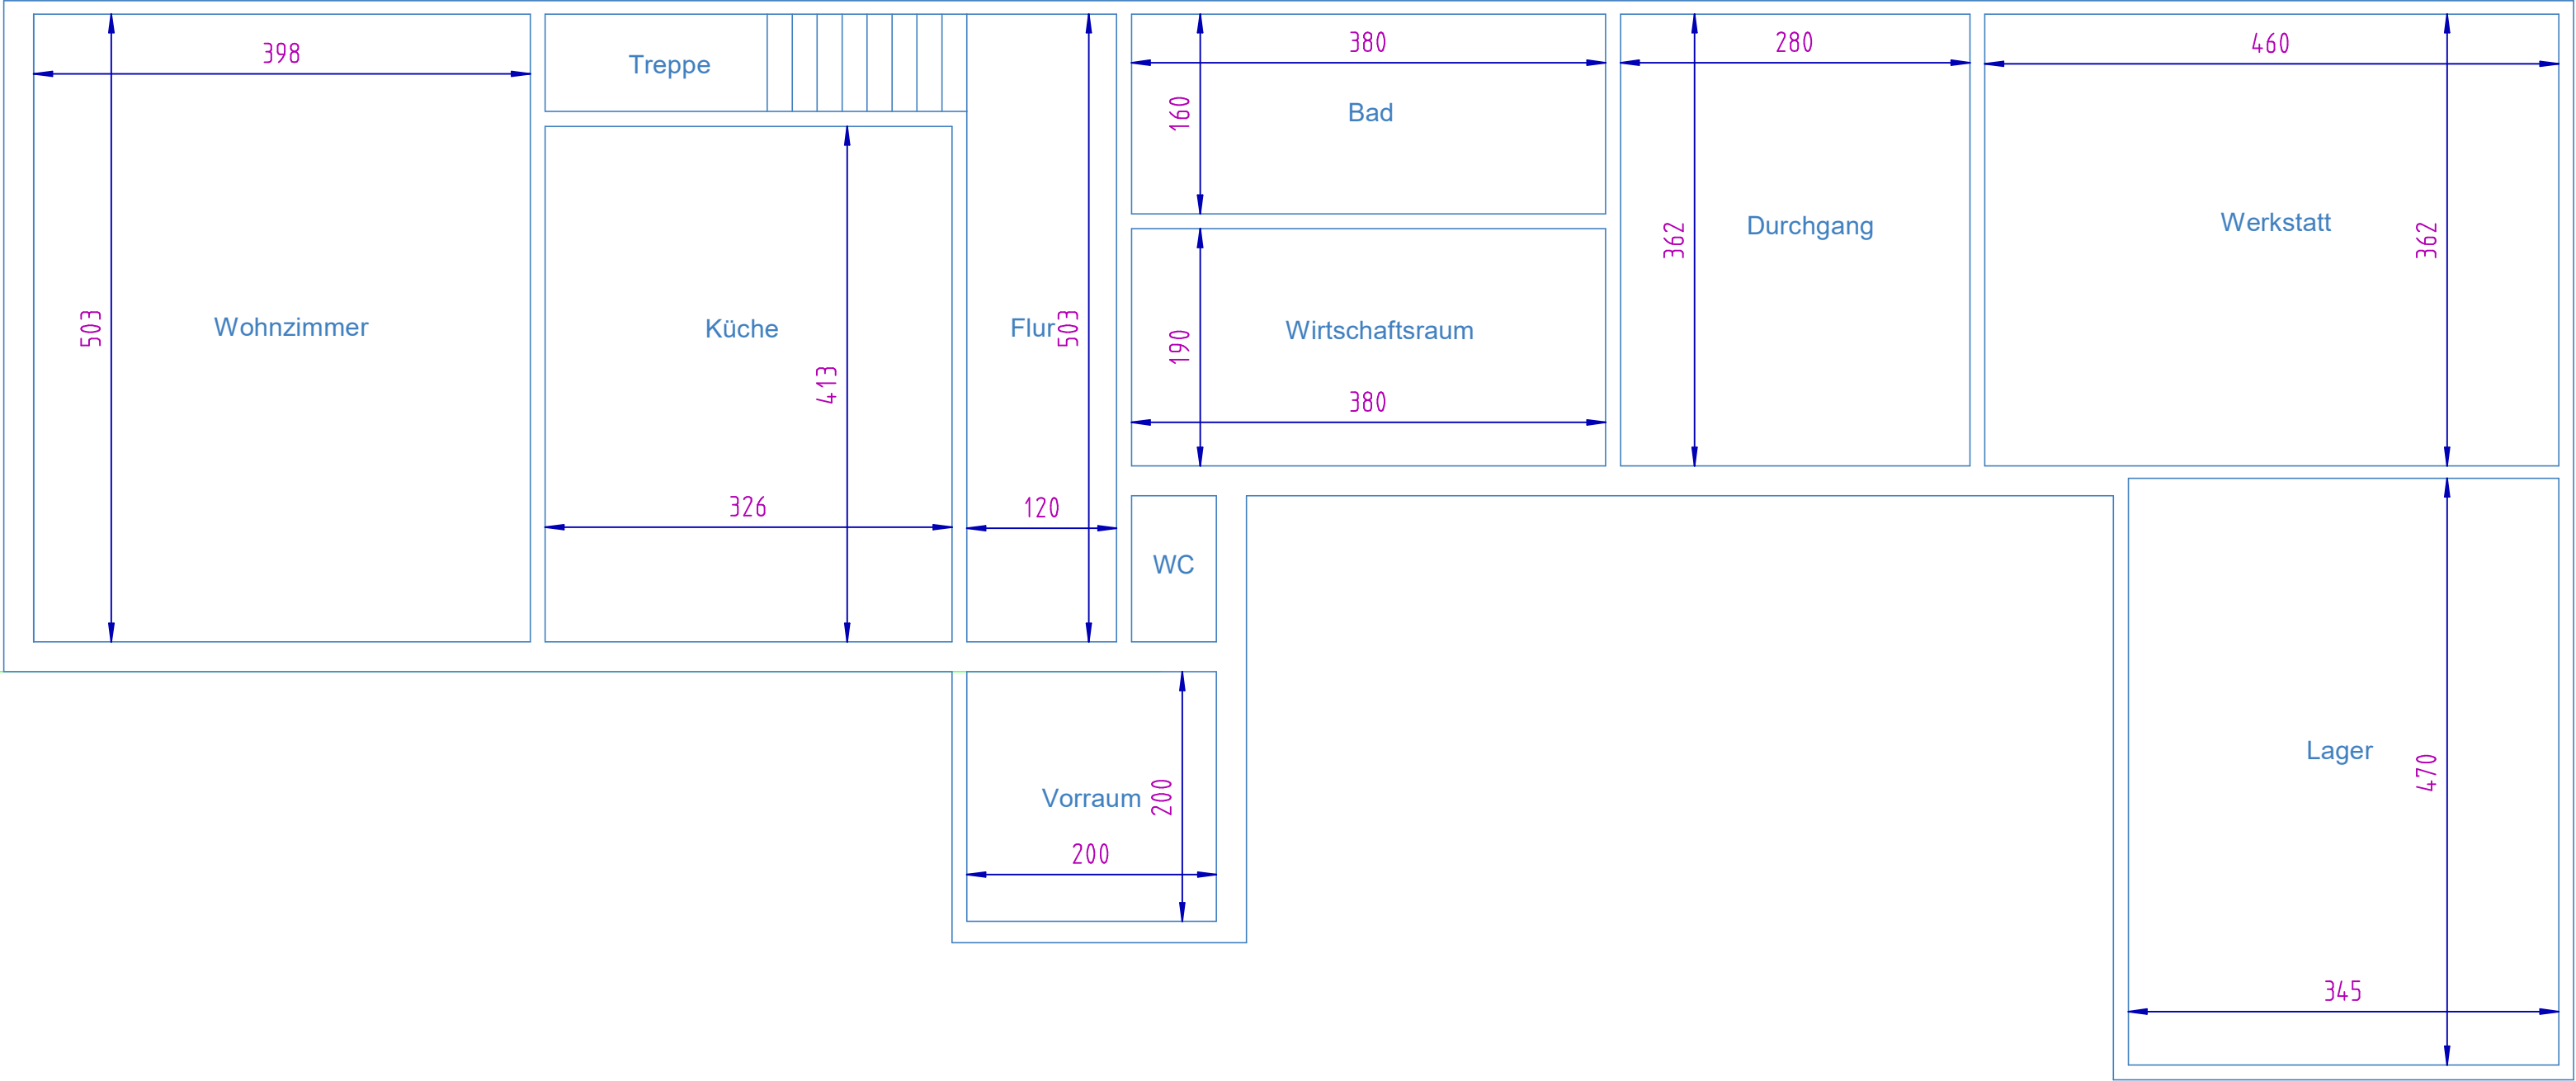 398
503
Wohnzimmer
Treppe
Küche
413
326
Flur
503
120
380
160
Bad
190
Wirtschaftsraum
380
WC
Vorraum
200
200
280
362
Durchgang
460
Werkstatt
362
Lager
470
345